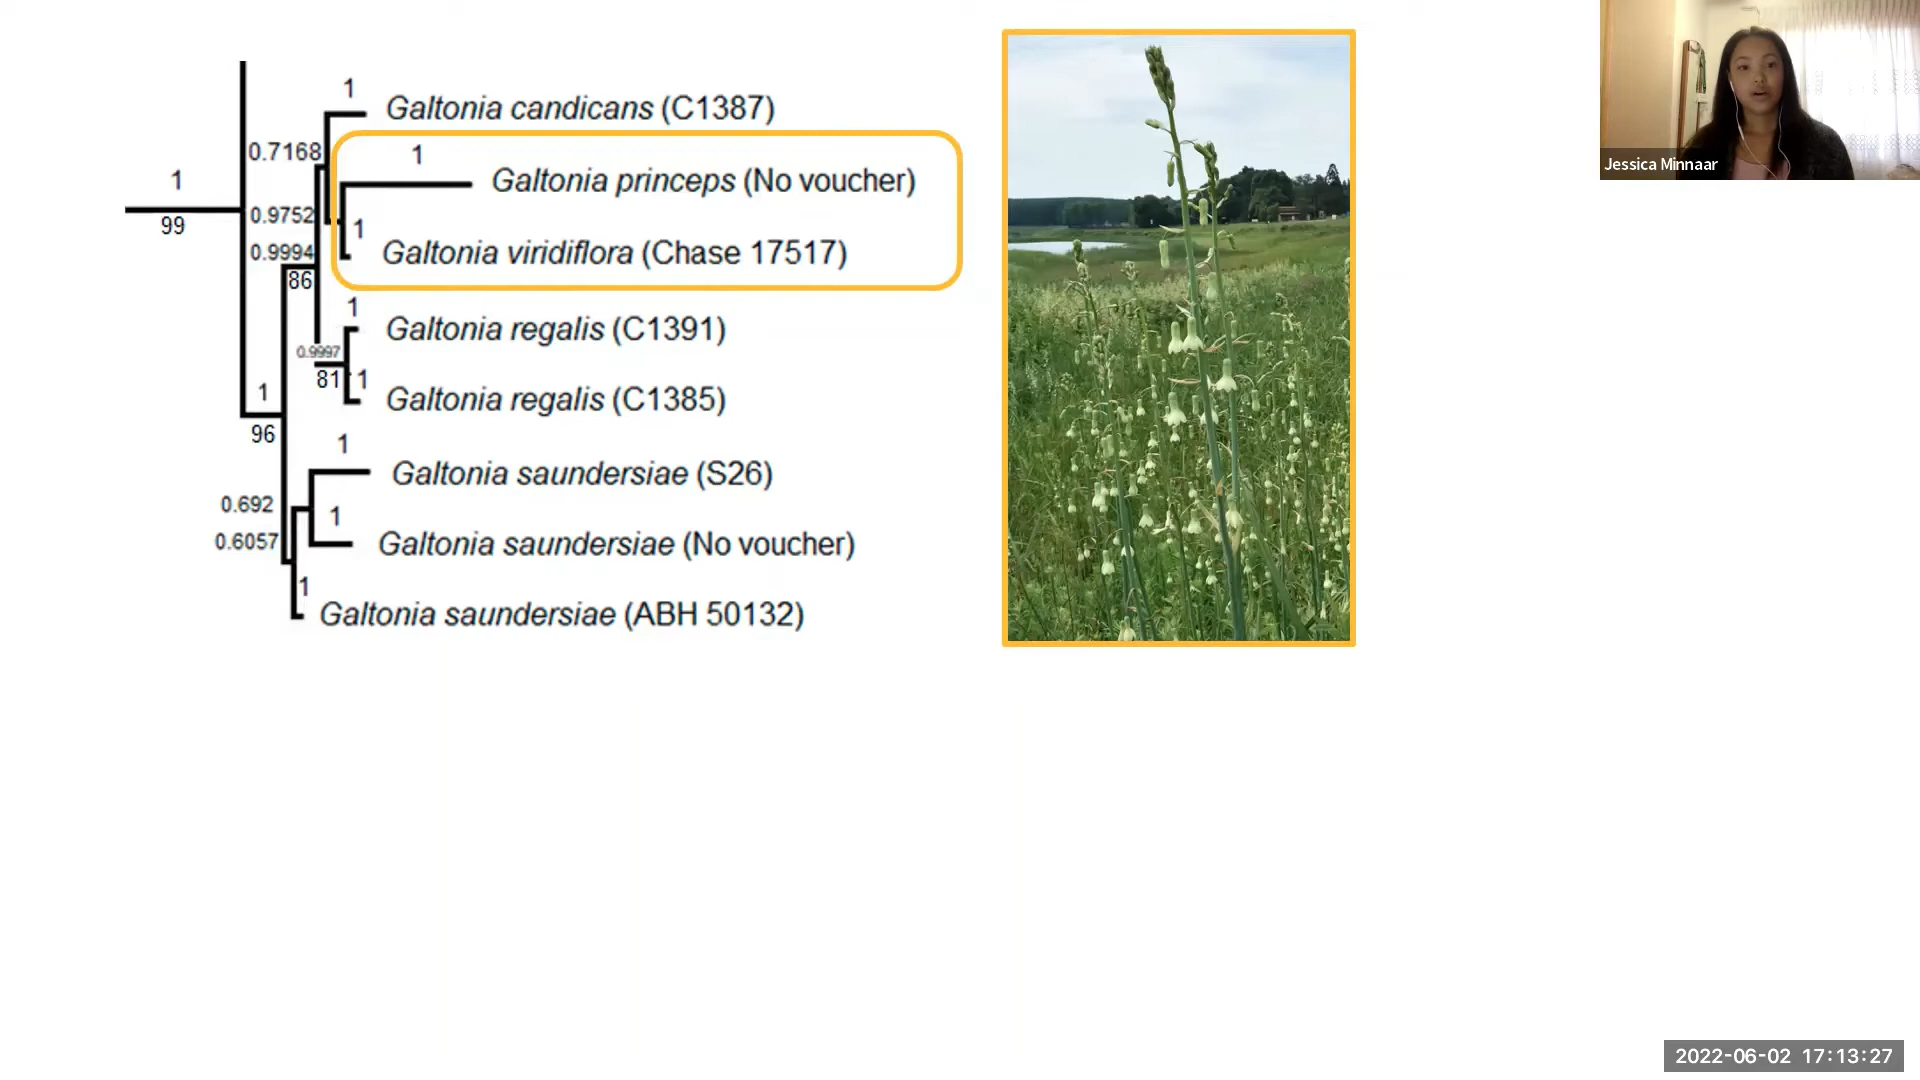 1
Galtonia candicans (C1387)
0.7168
1
Galtonia princeps (No voucher)
1
99
0.9752
1
0.9994
Galtonia viridiflora (Chase 17517)
86
1
Galtonia regalis (C1391)
0.9997
81
1
Galtonia regalis (C1385)
1
96
1
Galtonia saundersiae (S26)
0.692
1
0.6057
Galtonia saundersiae (No voucher)
1
Galtonia saundersiae (ABH 50132)
Jessica Minnaar
2022-06-02 17:13:27